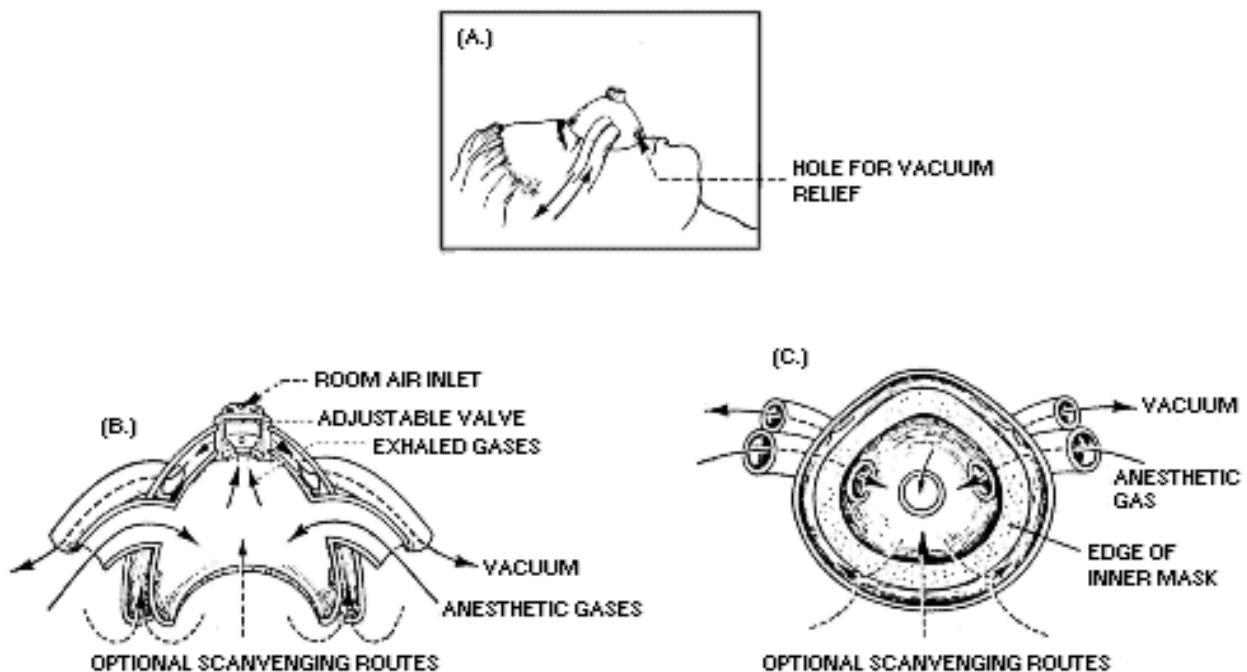 (A.)
HOLE FOR VACUUM
RELIEF
(B.)
ROOM AIR INLET
ADJUSTABLE VALVE
EXHALED GASES
VACUUM
ANESTHETIC GASES
OPTIONAL SCANVENGING ROUTES
(C.)
VACUUM
ANESTHETIC
GAS
EDGE OF
INNER MASK
OPTIONAL SCANVENGING ROUTES